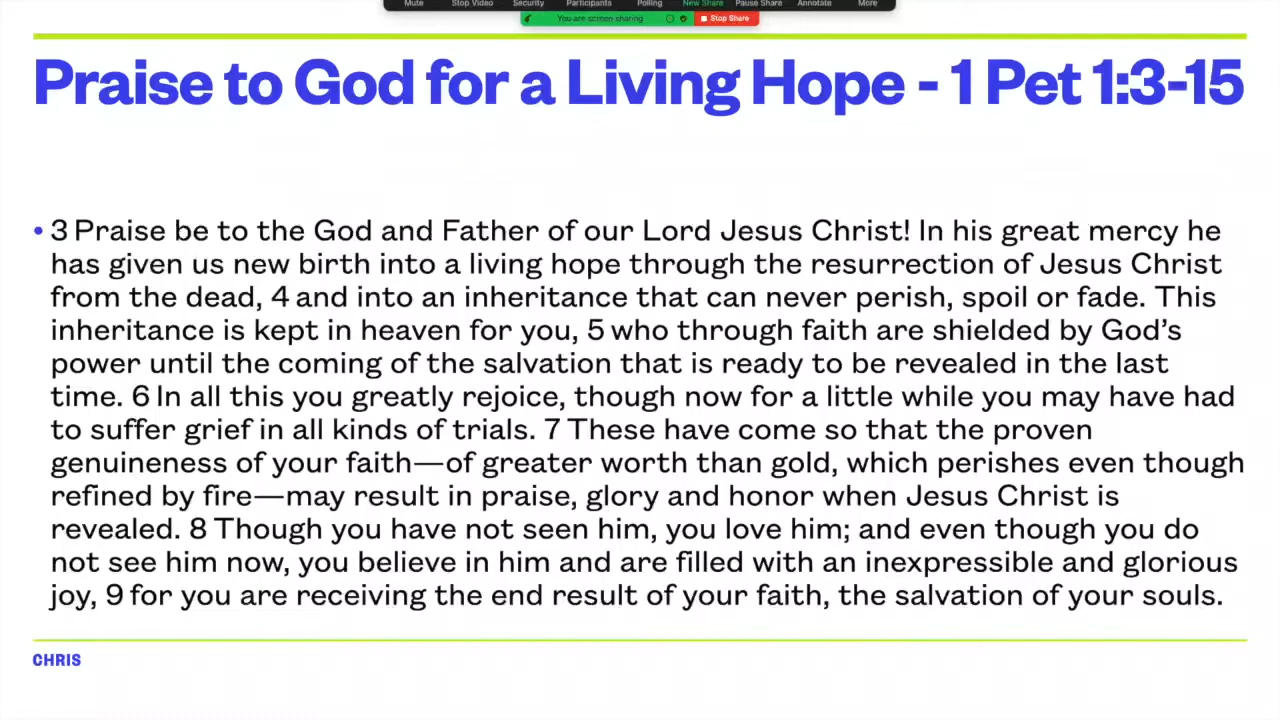 Mute Stop Video Security Participants Polling New Share Pause Share Annotate More
You are screen sharing Stop Share
Praise to God for a Living Hope - 1 Pet 1:3-15
• 3 Praise be to the God and Father of our Lord Jesus Christ! In his great mercy he
has given us new birth into a living hope through the resurrection of Jesus Christ
from the dead, 4 and into an inheritance that can never perish, spoil or fade. This
inheritance is kept in heaven for you, 5 who through faith are shielded by God’s
power until the coming of the salvation that is ready to be revealed in the last
time. 6 In all this you greatly rejoice, though now for a little while you may have had
to suffer grief in all kinds of trials. 7 These have come so that the proven
genuineness of your faith—of greater worth than gold, which perishes even though
refined by fire—may result in praise, glory and honor when Jesus Christ is
revealed. 8 Though you have not seen him, you love him; and even though you do
not see him now, you believe in him and are filled with an inexpressible and glorious
joy, 9 for you are receiving the end result of your faith, the salvation of your souls.
CHRIS